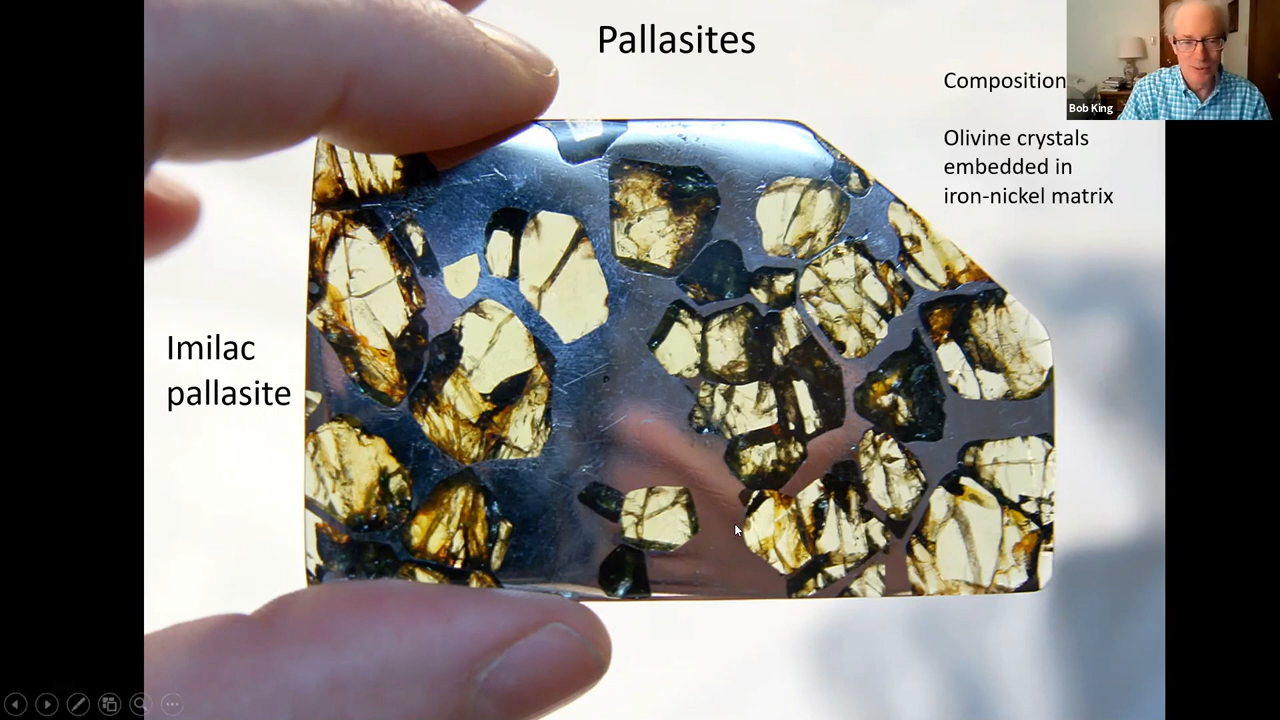 Pallasites
Composition
Bob King
Olivine crystals
embedded in
iron-nickel matrix
Imilac
pallasite